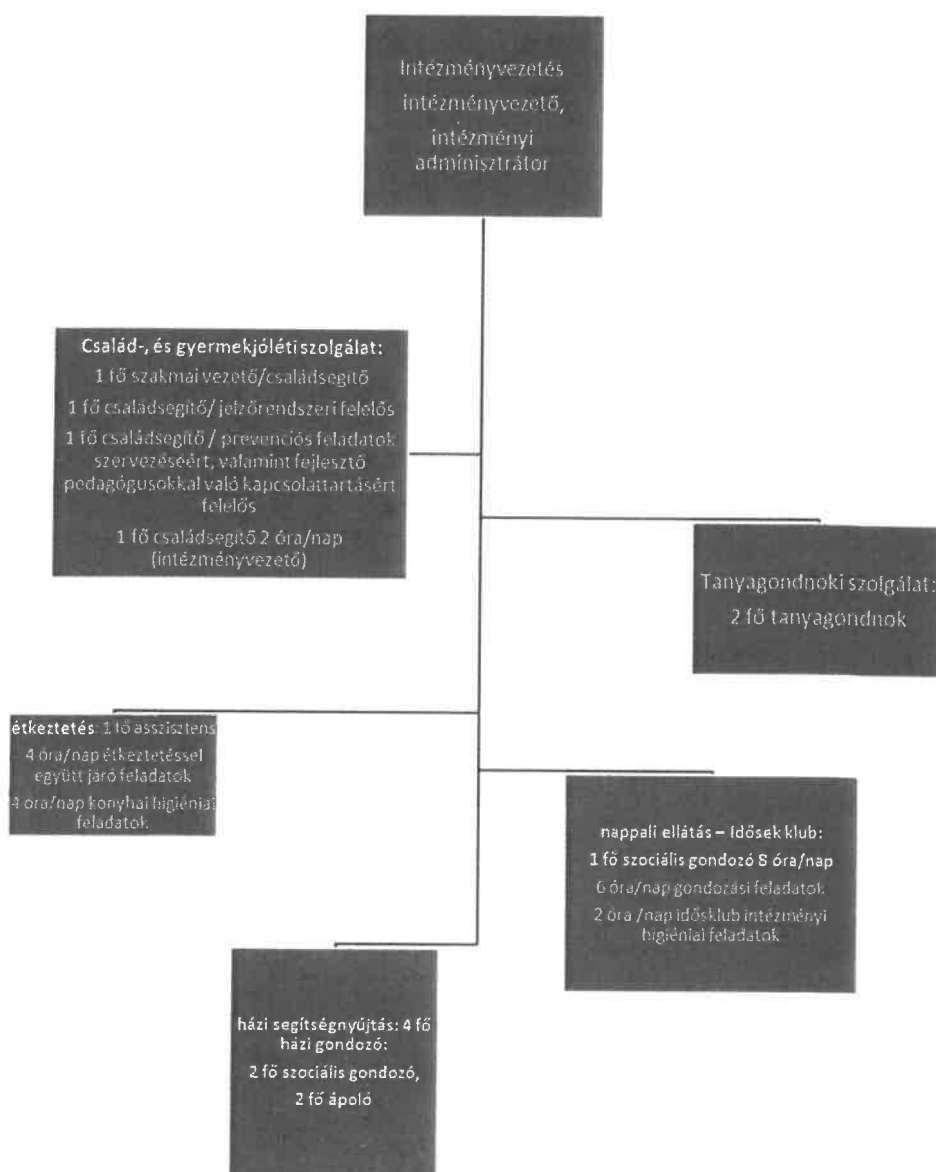 Intézményvezetés
intézményvezető,
intézményi
adminisztrátor
Család-, és gyermekjóléti szolgálat:
1 fő szakmai vezető/családsegítő
1 fő családsegítő/ jelzőrendszeri felelős
1 fő családsegítő / prevenciós feladatok
szervezéséért, valamint fejlesztő
pedagógusokkal való kapcsolattartásért
felelős
1 fő családsegítő 2 óra/nap
(intézményvezető)
Tanyagondnoki szolgálat:
2 fő tanyagondnok
étkeztetés: 1 fő asszisztens
4 óra/nap étkeztetéssel
együtt járó feladatok
4 óra/nap konyhai higiéniai
feladatok
nappali ellátás – Idősek klub:
1 fő szociális gondozó 8 óra/nap
6 óra/nap gondozási feladatok
2 óra /nap idősklub intézményi
higiéniai feladatok
házi segítségnyújtás: 4 fő
házi gondozó:
2 fő szociális gondozó,
2 fő ápoló